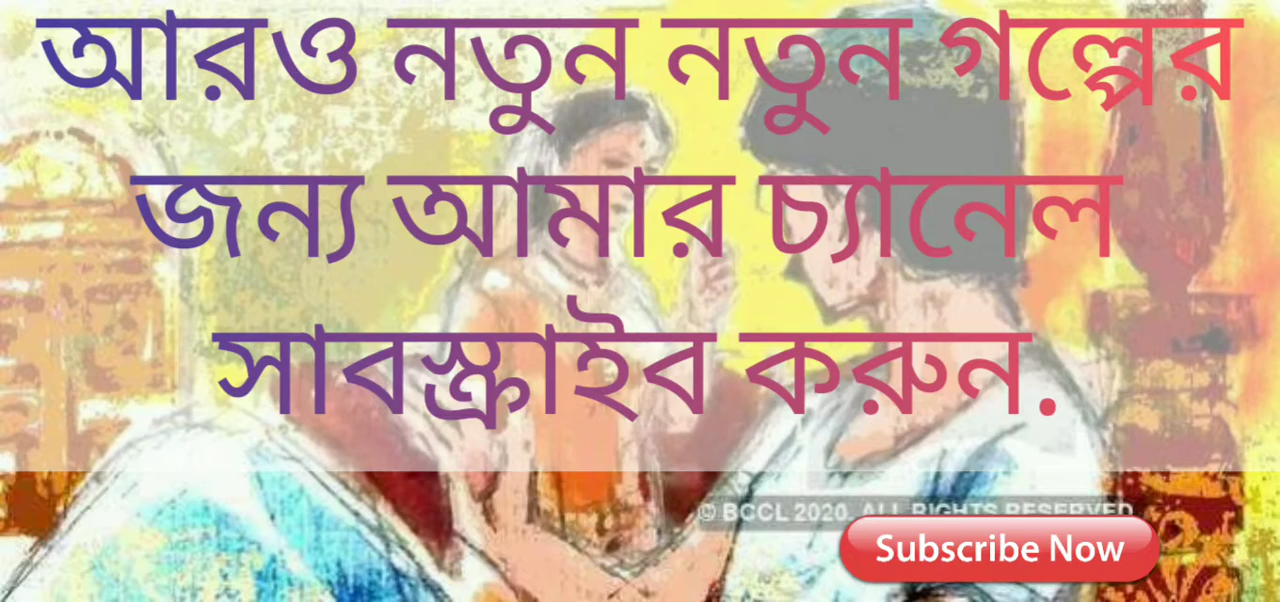 আরও নতুন নতুন গল্পের
জন্য আমার চ্যানেল
সাবস্ক্রাইব করুন.
© BCCL 2020. ALL RIGHTS RESERVED.
Subscribe Now